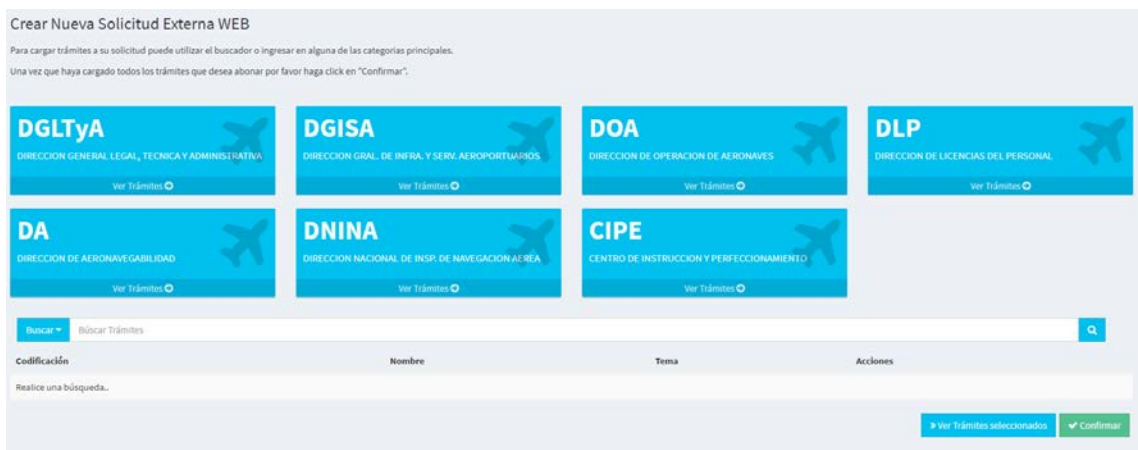 Crear Nueva Solicitud Externa WEB
Para cargar trámites a su solicitud puede utilizar el buscador o ingresar en alguna de las categorias principales.
Una vez que haya cargado todos los trámites que desea abonar por favor haga click en "Confirmar".
DGLTyA
DIRECCION GENERAL LEGAL, TECNICA Y ADMINISTRATIVA
Ver Trámites
DGISA
DIRECCION GRAL. DE INFRA. Y SERV. AEROPORTUARIOS
Ver Trámites
DOA
DIRECCION DE OPERACION DE AERONAVES
Ver Trámites
DLP
DIRECCION DE LICENCIAS DEL PERSONAL
Ver Trámites
DA
DIRECCION DE AERONAVEGABILIDAD
Ver Trámites
DNINA
DIRECCION NACIONAL DE INSP. DE NAVEGACION AEREA
Ver Trámites
CIPE
CENTRO DE INSTRUCCION Y PERFECCIONAMIENTO
Ver Trámites
Buscar Búscar Trámites
Codificación Nombre Tema Acciones
Realice una búsqueda..
» Ver Trámites seleccionados ✔ Confirmar